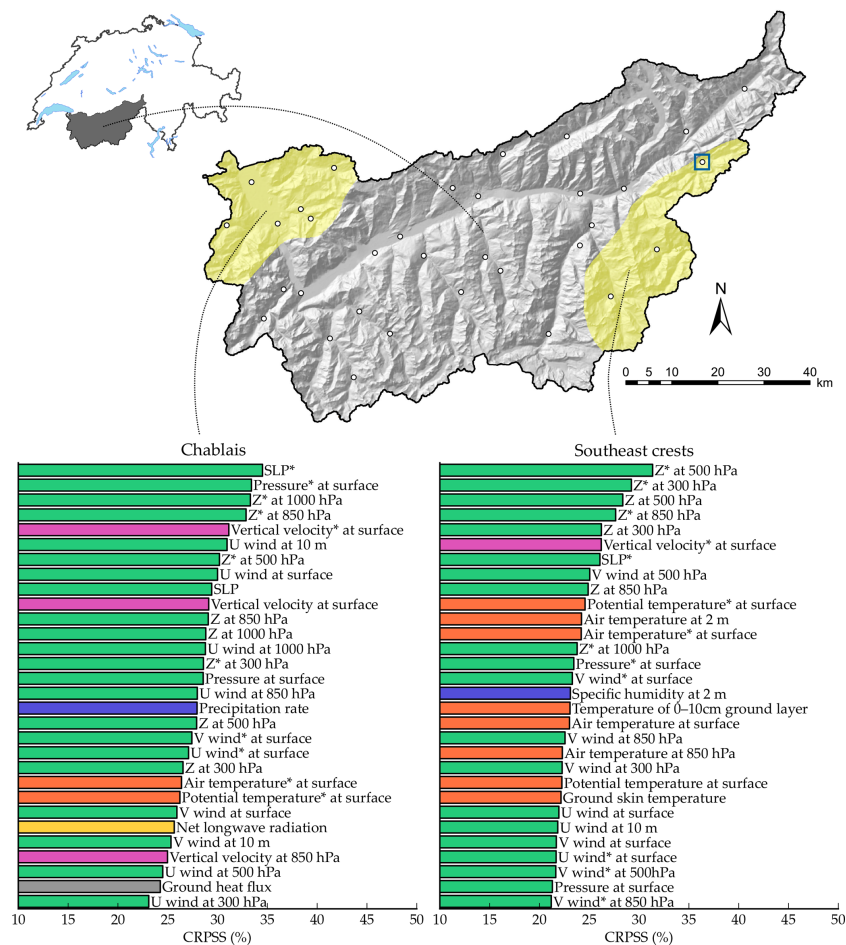 N
0 5 10 20 30 40
km
Chablais
SLP*
Pressure* at surface
Z* at 1000 hPa
Z* at 850 hPa
Vertical velocity* at surface
U wind at 10 m
Z* at 500 hPa
U wind at surface
SLP
Vertical velocity at surface
Z at 850 hPa
Z at 1000 hPa
U wind at 1000 hPa
Z* at 300 hPa
Pressure at surface
U wind at 850 hPa
Precipitation rate
Z at 500 hPa
V wind* at surface
U wind* at surface
Z at 300 hPa
Air temperature* at surface
Potential temperature* at surface
V wind at surface
Net longwave radiation
V wind at 10 m
Vertical velocity at 850 hPa
U wind at 500 hPa
Ground heat flux
U wind at 300 hPa
10 15 20 25 30 35 40 45 50
CRPSS (%)
Southeast crests
Z* at 500 hPa
Z* at 300 hPa
Z at 500 hPa
Z* at 850 hPa
Z at 300 hPa
Vertical velocity* at surface
SLP*
V wind at 500 hPa
Z at 850 hPa
Potential temperature* at surface
Air temperature at 2 m
Air temperature* at surface
Z* at 1000 hPa
Pressure* at surface
V wind* at surface
Specific humidity at 2 m
Temperature of 0–10cm ground layer
Air temperature at surface
V wind at 850 hPa
Air temperature at 850 hPa
V wind at 300 hPa
Potential temperature at surface
Ground skin temperature
U wind at surface
U wind at 10 m
V wind at surface
U wind* at surface
V wind* at 500hPa
Pressure at surface
V wind* at 850 hPa
10 15 20 25 30 35 40 45 50
CRPSS (%)